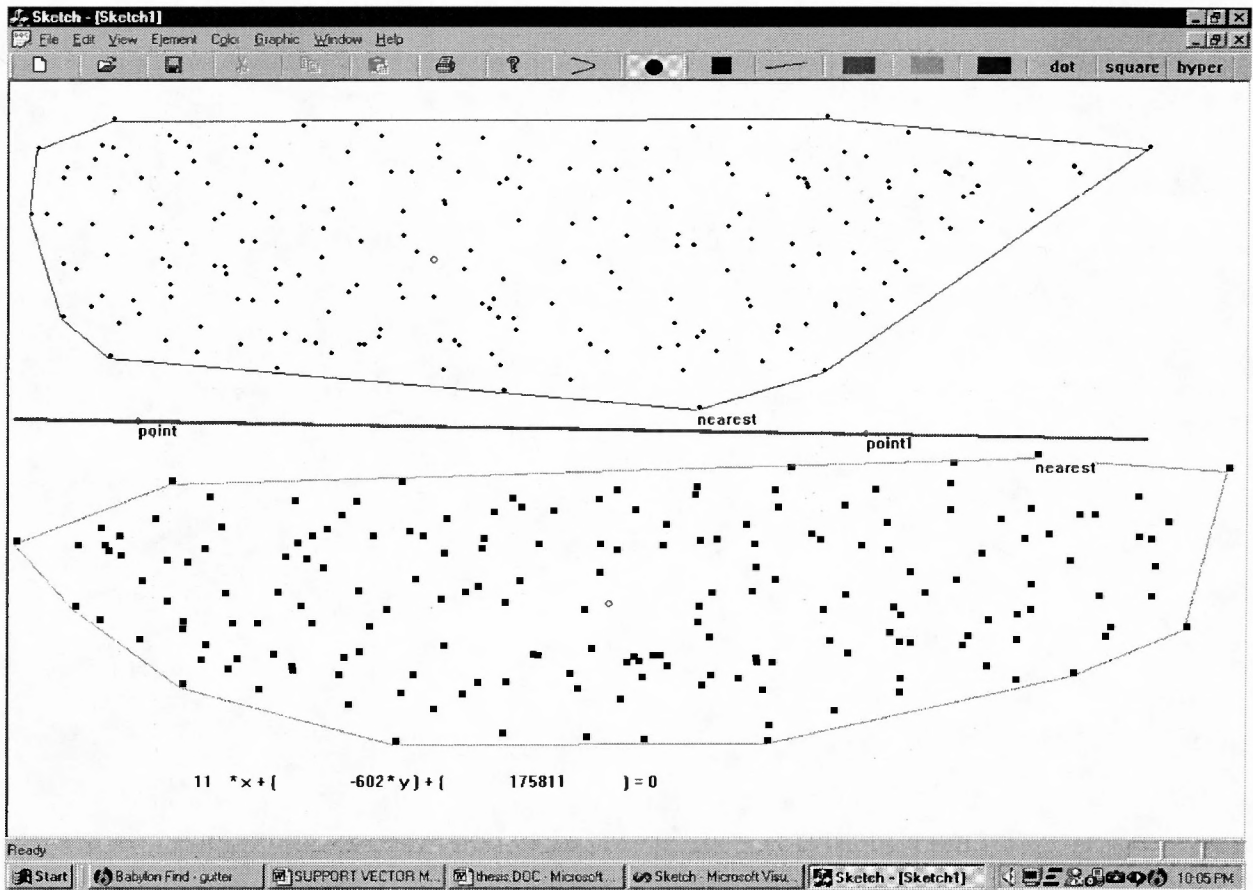 Sketch - [Sketch1]
File Edit View Element Color Graphic Window Help
dot square hyper
nearest
point
point1
nearest
11 * x + ( -602 * y ) + ( 175811 ) = 0
Ready
Start Babylon Find - gutter SUPPORT VECTOR M... thesis.DOC - Microsoft... Sketch - Microsoft Visu... Sketch - [Sketch1] 10:05 PM